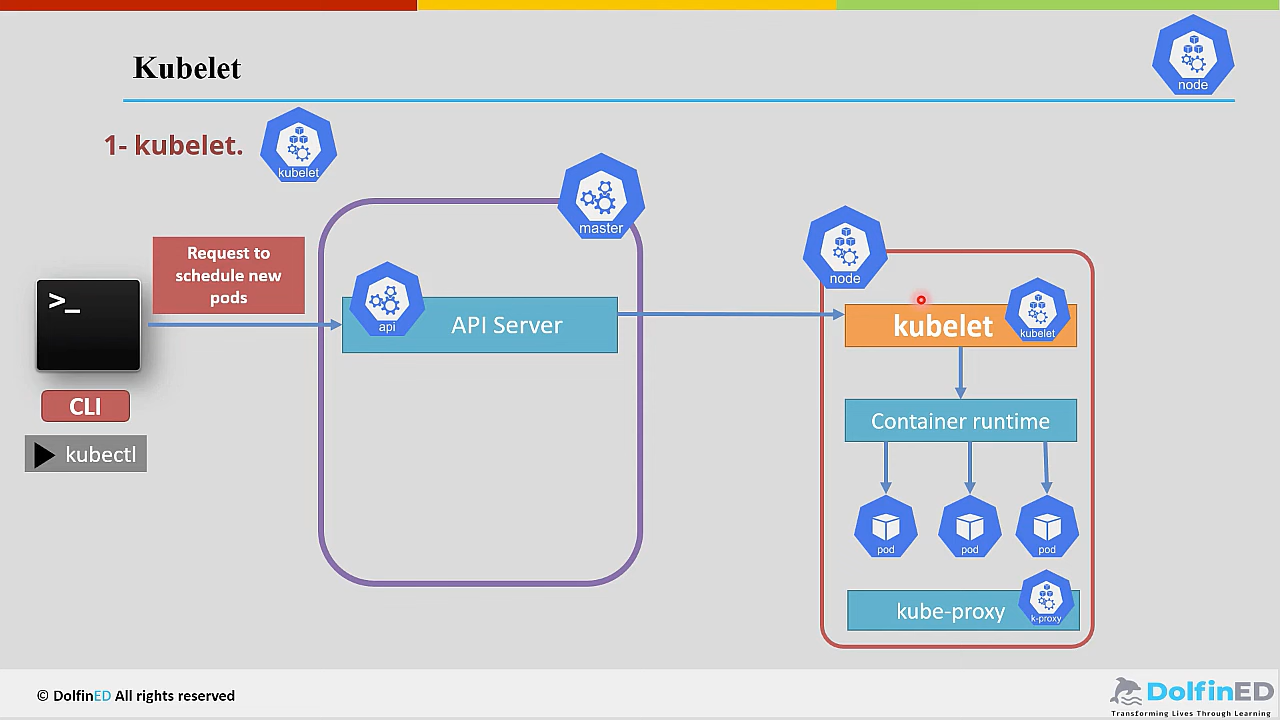 Kubelet
node
1- kubelet.
kubelet
master
Request to
schedule new
pods
node
>_
api
API Server
kubelet
kubelet
CLI
Container runtime
kubectl
pod
pod
pod
kube-proxy
k-proxy
© DolfinED All rights reserved
DolfinED
Transforming Lives Through Learning